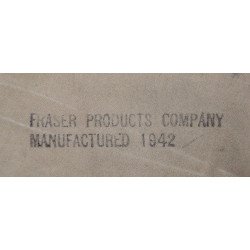 FRASER PRODUCTS COMPANY
MANUFACTURED 1942